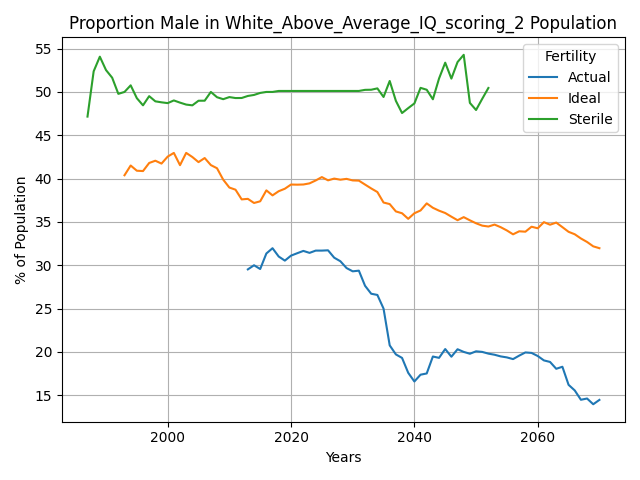 Proportion Male in White_Above_Average_IQ_scoring_2 Population
Fertility
Actual
Ideal
Sterile
% of Population
55
50
45
40
35
30
25
20
15
2000
2020
2040
2060
Years